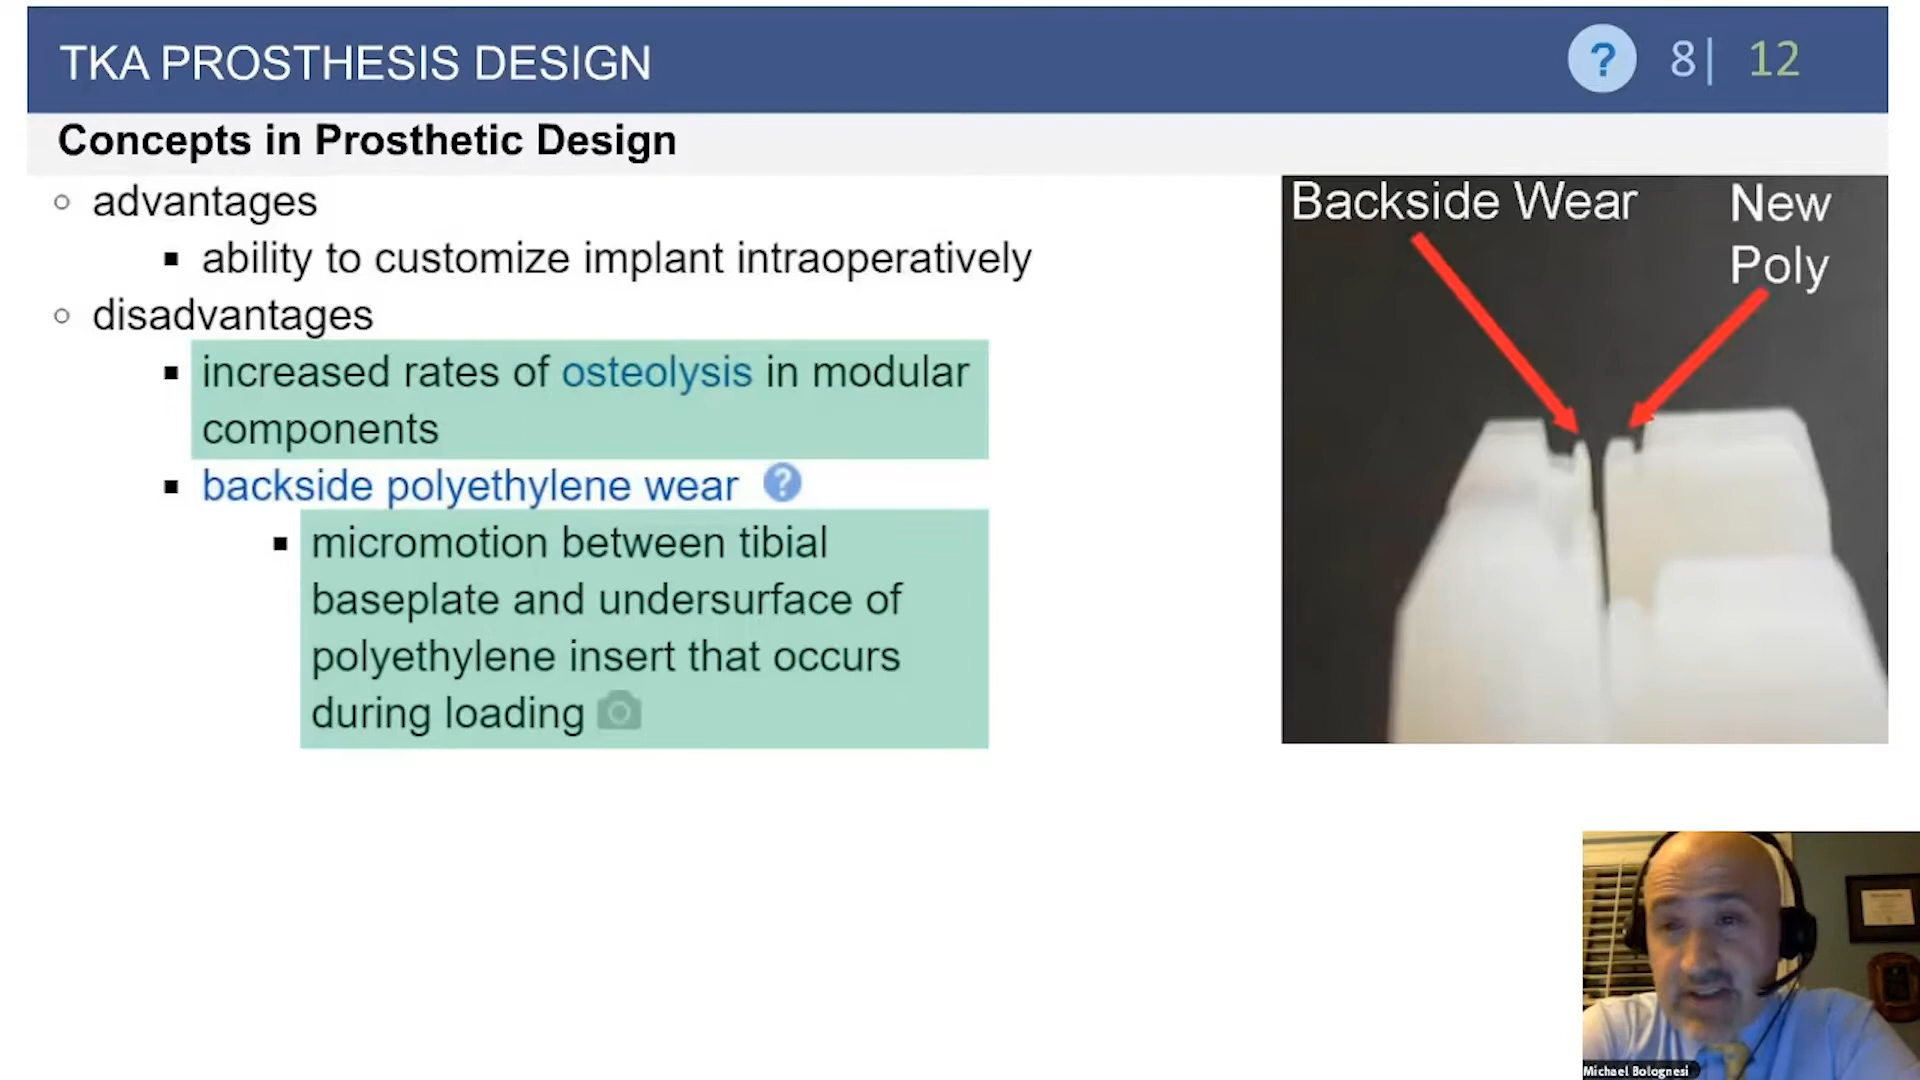 TKA PROSTHESIS DESIGN
? 8| 12
Concepts in Prosthetic Design
advantages
ability to customize implant intraoperatively
disadvantages
increased rates of osteolysis in modular
components
backside polyethylene wear ?
micromotion between tibial
baseplate and undersurface of
polyethylene insert that occurs
during loading
Backside Wear
New
Poly
Michael Bolognesi